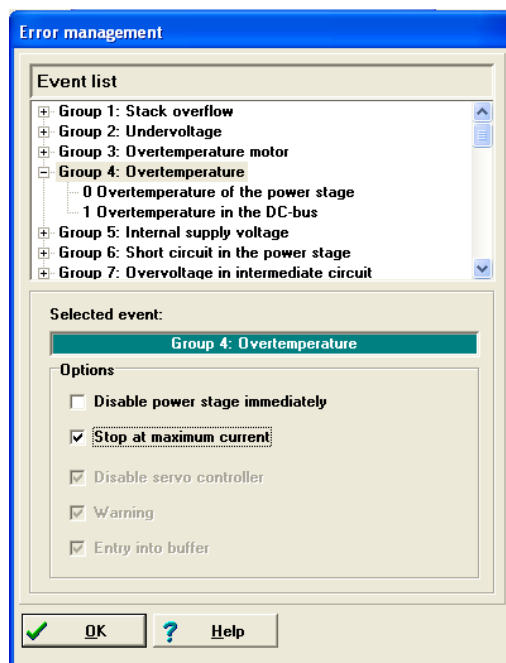 Error management
Event list
Group 1: Stack overflow
Group 2: Undervoltage
Group 3: Overtemperature motor
Group 4: Overtemperature
0 Overtemperature of the power stage
1 Overtemperature in the DC-bus
Group 5: Internal supply voltage
Group 6: Short circuit in the power stage
Group 7: Overvoltage in intermediate circuit
Selected event:
Group 4: Overtemperature
Options
Disable power stage immediately
Stop at maximum current
Disable servo controller
Warning
Entry into buffer
OK
? Help